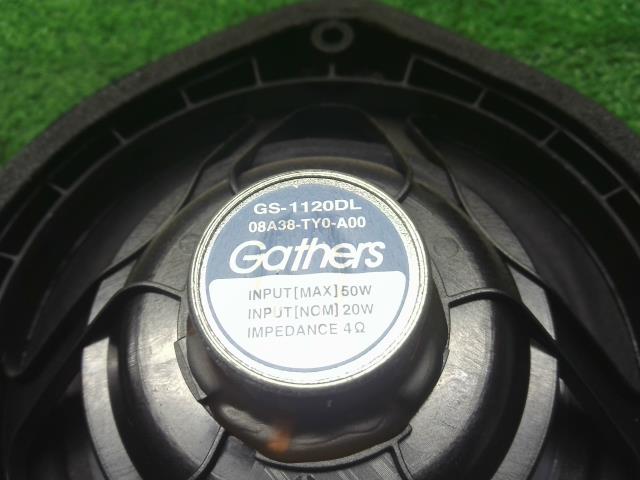 GS-1120DL
08A38-TY0-A00
Gathers
INPUT[MAX]50W
INPUT[NOM]20W
IMPEDANCE 4Ω